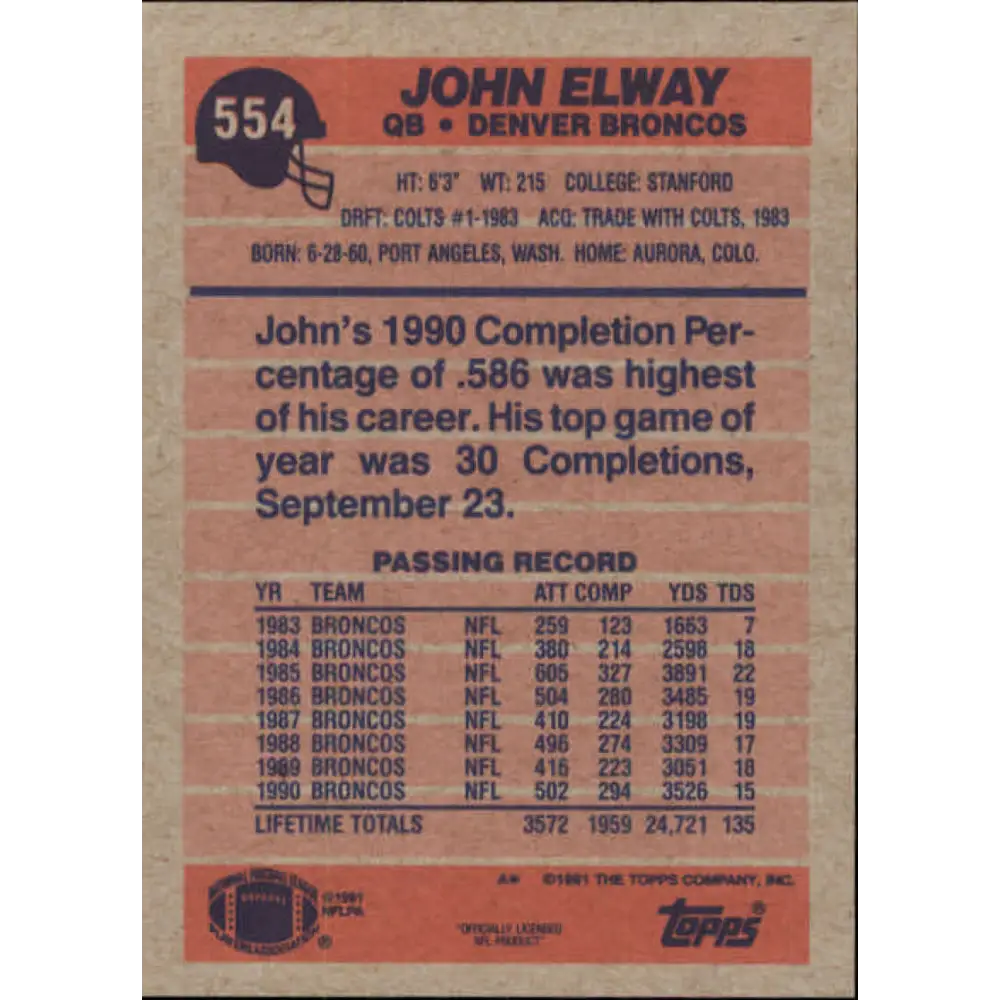 554
JOHN ELWAY
QB • DENVER BRONCOS
HT: 6'3" WT: 215 COLLEGE: STANFORD
DRFT: COLTS #1-1983 ACQ: TRADE WITH COLTS, 1983
BORN: 6-28-60, PORT ANGELES, WASH. HOME: AURORA, COLO.
John's 1990 Completion Per-
centage of .586 was highest
of his career. His top game of
year was 30 Completions,
September 23.
PASSING RECORD
YR TEAM ATT COMP YDS TDS
1983 BRONCOS NFL 259 123 1663 7
1984 BRONCOS NFL 380 214 2598 18
1985 BRONCOS NFL 605 327 3891 22
1986 BRONCOS NFL 504 280 3485 19
1987 BRONCOS NFL 410 224 3198 19
1988 BRONCOS NFL 496 274 3309 17
1989 BRONCOS NFL 416 223 3051 18
1990 BRONCOS NFL 502 294 3526 15
LIFETIME TOTALS 3572 1959 24,721 135
A* ©1991 THE TOPPS COMPANY, INC.
©1991
NFLPA
"OFFICIALLY LICENSED
NFL PRODUCT"
topps®